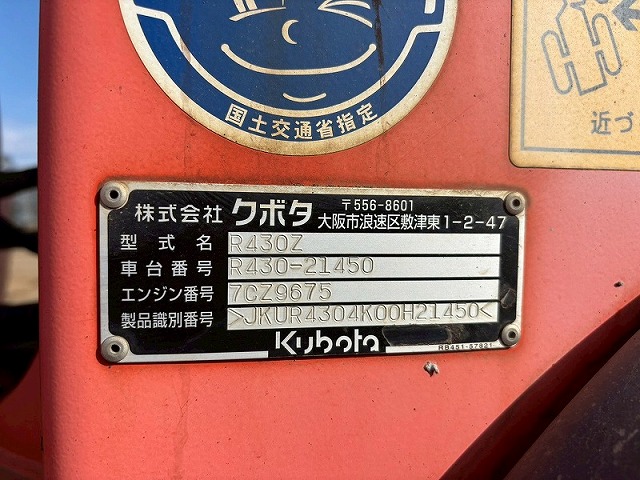 国土交通省指定
近づ
株式会社 クボタ 〒556-8601
大阪市浪速区敷津東1-2-47
型式名 R430Z
車台番号 R430-21450
エンジン番号 7CZ9675
製品識別番号 >JKUR4304K00H21450<
Kubota
RB451-57821